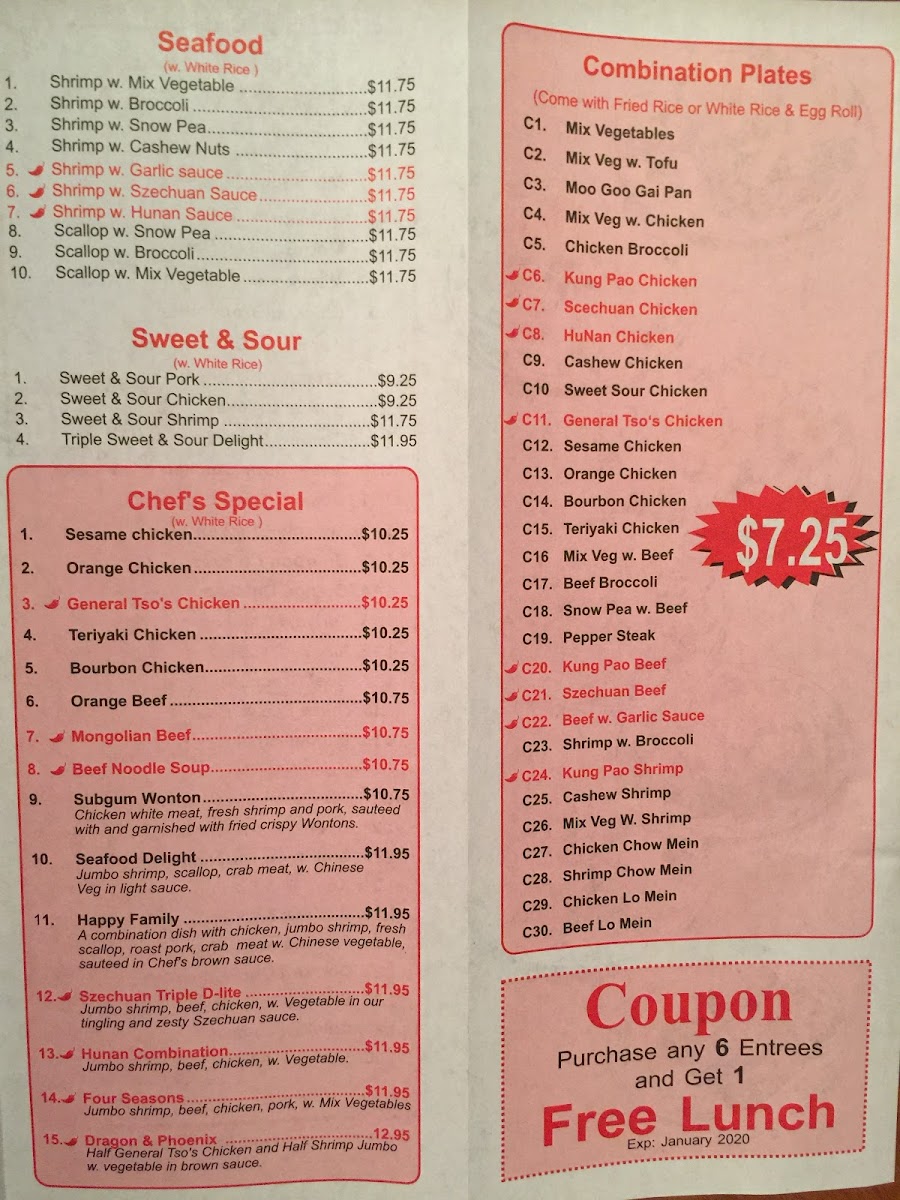 Seafood
(w. White Rice )
1. Shrimp w. Mix Vegetable ..........................$11.75
2. Shrimp w. Broccoli ...................................$11.75
3. Shrimp w. Snow Pea.................................$11.75
4. Shrimp w. Cashew Nuts ...........................$11.75
5. Shrimp w. Garlic sauce.............................$11.75
6. Shrimp w. Szechuan Sauce......................$11.75
7. Shrimp w. Hunan Sauce ...........................$11.75
8. Scallop w. Snow Pea ...............................$11.75
9. Scallop w. Broccoli...................................$11.75
10. Scallop w. Mix Vegetable.........................$11.75
Sweet & Sour
(w. White Rice)
1. Sweet & Sour Pork ...................................$9.25
2. Sweet & Sour Chicken..............................$9.25
3. Sweet & Sour Shrimp ..............................$11.75
4. Triple Sweet & Sour Delight.....................$11.95
Chef's Special
(w. White Rice )
1. Sesame chicken..................................$10.25
2. Orange Chicken..................................$10.25
3. General Tso's Chicken ........................$10.25
4. Teriyaki Chicken .................................$10.25
5. Bourbon Chicken................................$10.25
6. Orange Beef.......................................$10.75
7. Mongolian Beef..................................$10.75
8. Beef Noodle Soup..............................$10.75
9. Subgum Wonton................................$10.75
Chicken white meat, fresh shrimp and pork, sauteed
with and garnished with fried crispy Wontons.
10. Seafood Delight ................................$11.95
Jumbo shrimp, scallop, crab meat, w. Chinese
Veg in light sauce.
11. Happy Family ...................................$11.95
A combination dish with chicken, jumbo shrimp, fresh
scallop, roast pork, crab meat w. Chinese vegetable,
sauteed in Chef's brown sauce.
12. Szechuan Triple D-lite .......................$11.95
Jumbo shrimp, beef, chicken, w. Vegetable in our
tingling and zesty Szechuan sauce.
13. Hunan Combination..........................$11.95
Jumbo shrimp, beef, chicken, w. Vegetable.
14. Four Seasons...................................$11.95
Jumbo shrimp, beef, chicken, pork, w. Mix Vegetables
15. Dragon & Phoenix ............................12.95
Half General Tso's Chicken and Half Shrimp Jumbo
w. vegetable in brown sauce.
Combination Plates
(Come with Fried Rice or White Rice & Egg Roll)
C1. Mix Vegetables
C2. Mix Veg w. Tofu
C3. Moo Goo Gai Pan
C4. Mix Veg w. Chicken
C5. Chicken Broccoli
C6. Kung Pao Chicken
C7. Scechuan Chicken
C8. HuNan Chicken
C9. Cashew Chicken
C10 Sweet Sour Chicken
C11. General Tso's Chicken
C12. Sesame Chicken
C13. Orange Chicken
C14. Bourbon Chicken
C15. Teriyaki Chicken
C16 Mix Veg w. Beef
C17. Beef Broccoli
C18. Snow Pea w. Beef
C19. Pepper Steak
C20. Kung Pao Beef
C21. Szechuan Beef
C22. Beef w. Garlic Sauce
C23. Shrimp w. Broccoli
C24. Kung Pao Shrimp
C25. Cashew Shrimp
C26. Mix Veg W. Shrimp
C27. Chicken Chow Mein
C28. Shrimp Chow Mein
C29. Chicken Lo Mein
C30. Beef Lo Mein
$7.25
Coupon
Purchase any 6 Entrees
and Get 1
Free Lunch
Exp: January 2020